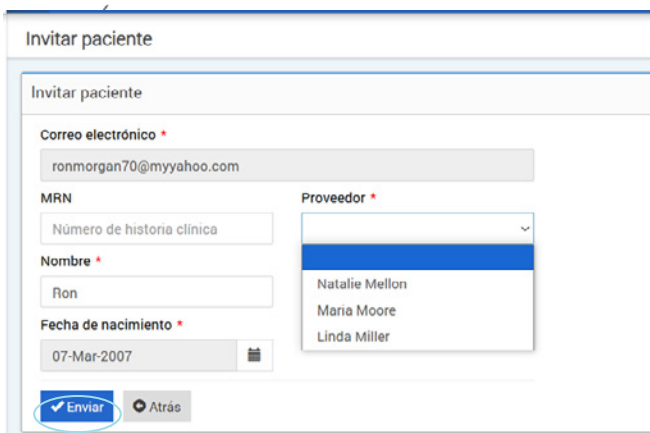 Invitar paciente
Invitar paciente
Correo electrónico *
ronmorgan70@myyahoo.com
MRN
Número de historia clínica
Proveedor *
Natalie Mellon
Maria Moore
Linda Miller
Nombre *
Ron
Fecha de nacimiento *
07-Mar-2007
Enviar
Atrás